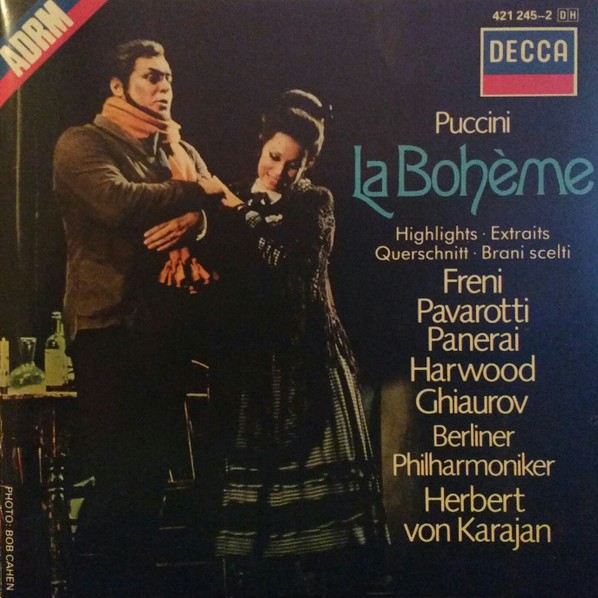 ADRM
421 245-2 DH
DECCA
Puccini
La Bohème
Highlights · Extraits
Querschnitt · Brani scelti
Freni
Pavarotti
Panerai
Harwood
Ghiaurov
Berliner
Philharmoniker
Herbert
von Karajan
PHOTO: BOB CAHEN